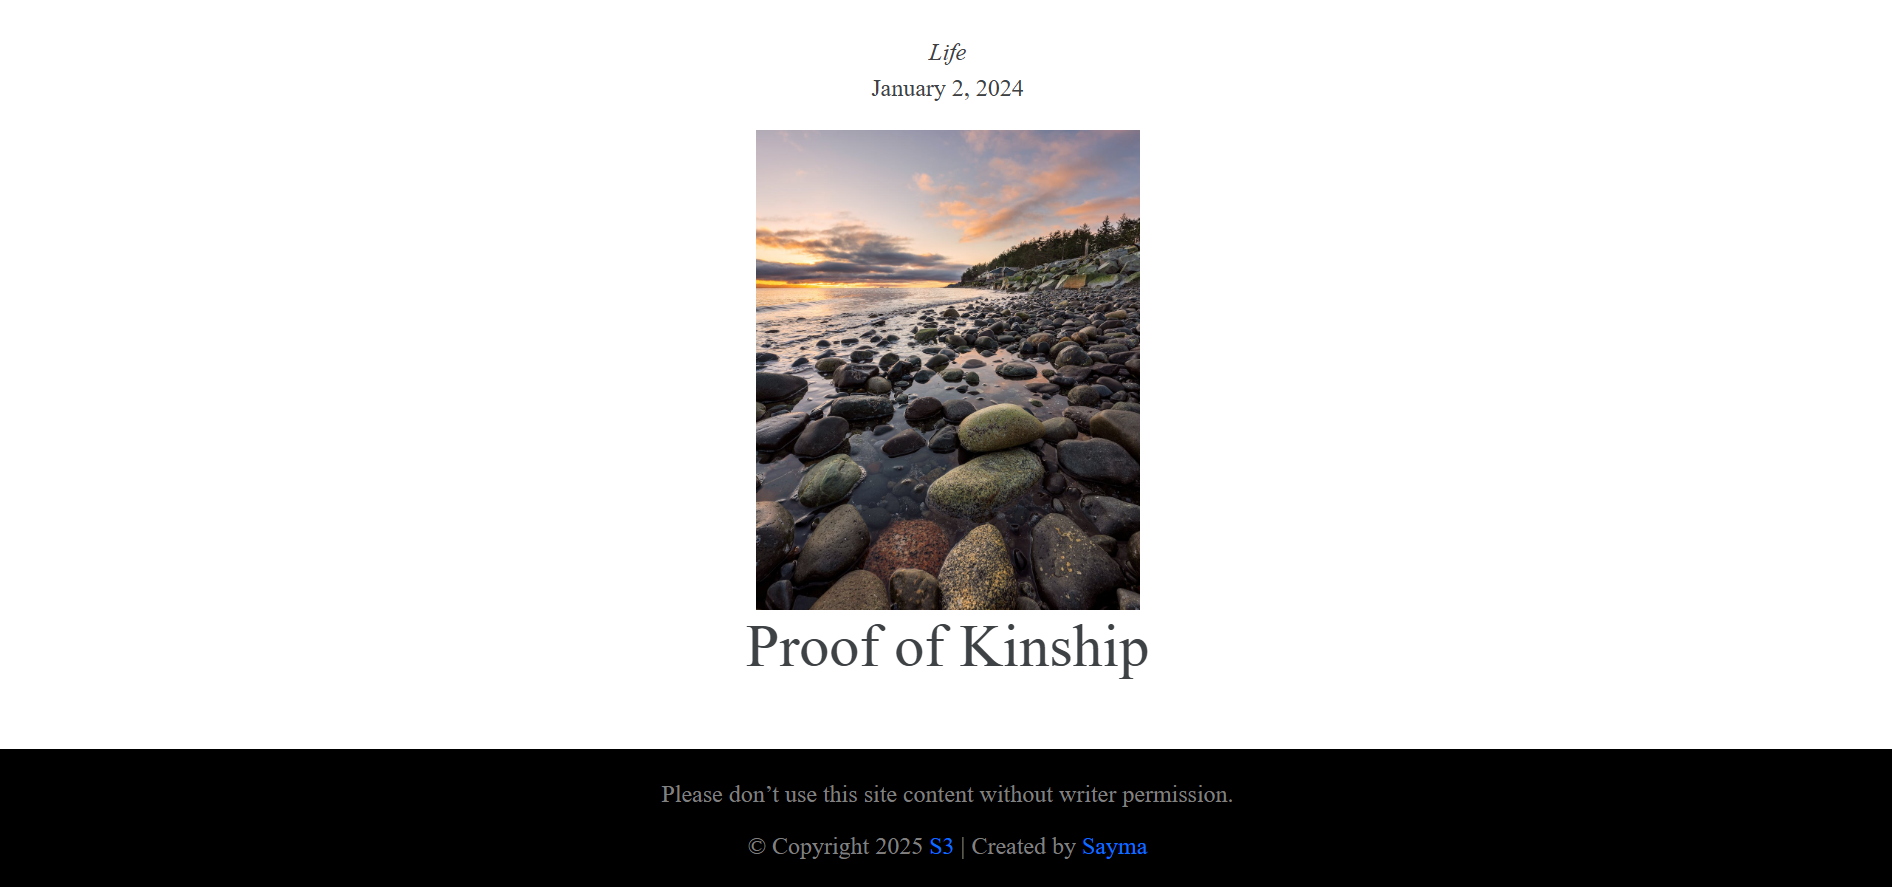 Life
January 2, 2024
Proof of Kinship
Please don’t use this site content without writer permission.
© Copyright 2025 S3 | Created by Sayma